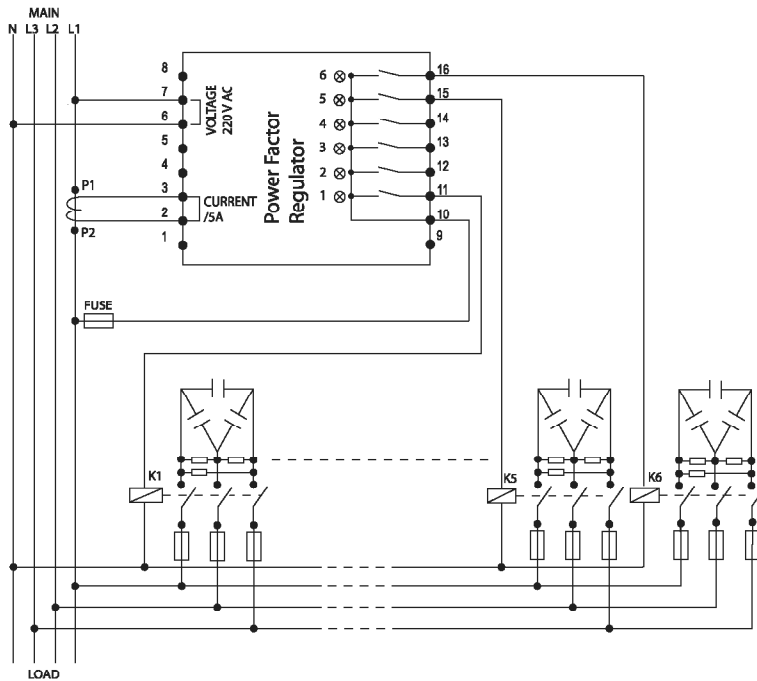 MAIN
N L3 L2 L1
8
7
6
5
4
3
2
1
VOLTAGE
220 V AC
CURRENT
/5A
Power Factor
Regulator
6
5
4
3
2
1
16
15
14
13
12
11
10
9
P1
P2
FUSE
K1
K5
K6
LOAD